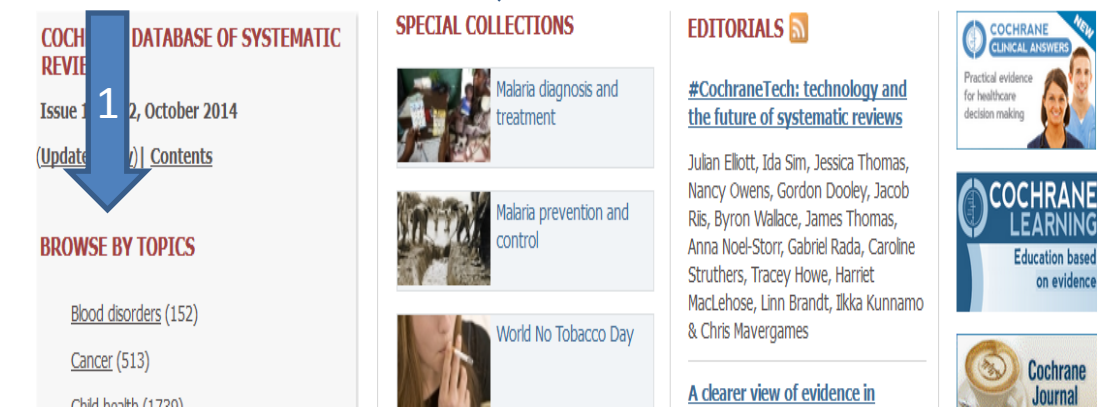 COCH DATABASE OF SYSTEMATIC
REVIE
Issue 1 2, October 2014
(Update y) | Contents
1
BROWSE BY TOPICS
Blood disorders (152)
Cancer (513)
Child health (1739)
SPECIAL COLLECTIONS
Malaria diagnosis and
treatment
Malaria prevention and
control
World No Tobacco Day
EDITORIALS
#CochraneTech: technology and
the future of systematic reviews
Julian Elliott, Ida Sim, Jessica Thomas,
Nancy Owens, Gordon Dooley, Jacob
Riis, Byron Wallace, James Thomas,
Anna Noel-Storr, Gabriel Rada, Caroline
Struthers, Tracey Howe, Harriet
MacLehose, Linn Brandt, Ilkka Kunnamo
& Chris Mavergames
A clearer view of evidence in
COCHRANE
CLINICAL ANSWERS
NEW
Practical evidence
for healthcare
decision making
COCHRANE
LEARNING
Education based
on evidence
Cochrane
Journal